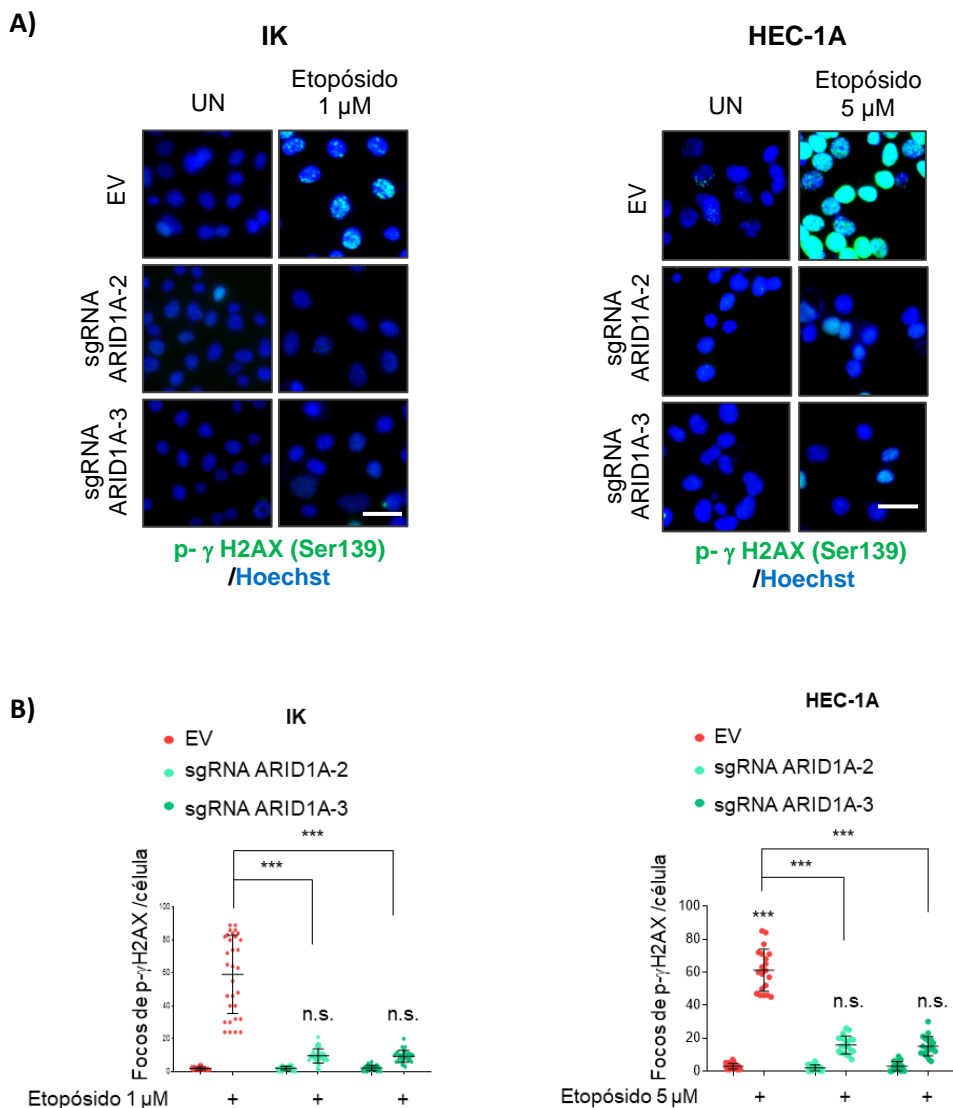 A)
IK
UN
Etopósido
1 µM
EV
sgRNA
ARID1A-2
sgRNA
ARID1A-3
p- γ H2AX (Ser139)
/Hoechst
HEC-1A
UN
Etopósido
5 µM
EV
sgRNA
ARID1A-2
sgRNA
ARID1A-3
p- γ H2AX (Ser139)
/Hoechst
B)
IK
EV
sgRNA ARID1A-2
sgRNA ARID1A-3
***
***
Focos de p-γH2AX /célula
100
80
60
40
20
0
n.s.
n.s.
Etopósido 1 µM + + +
HEC-1A
EV
sgRNA ARID1A-2
sgRNA ARID1A-3
***
***
Focos de p-γH2AX /célula
100
80
60
40
20
0
***
n.s.
n.s.
Etopósido 5 µM + + +